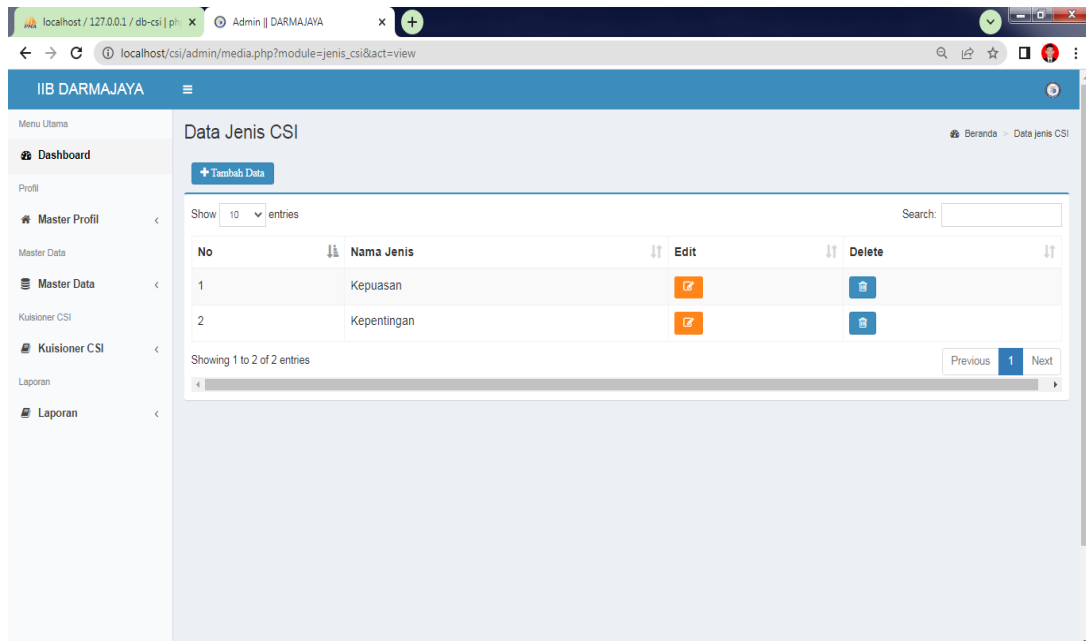 localhost / 127.0.0.1 / db-csi | ph
Admin || DARMAJAYA
localhost/csi/admin/media.php?module=jenis_csi&act=view
IIB DARMAJAYA
Menu Utama
Dashboard
Profil
Master Profil
Master Data
Master Data
Kuisioner CSI
Kuisioner CSI
Laporan
Laporan
Data Jenis CSI
Beranda > Data jenis CSI
Tambah Data
Show 10 entries
Search:
No Nama Jenis Edit Delete
1 Kepuasan
2 Kepentingan
Showing 1 to 2 of 2 entries
Previous 1 Next